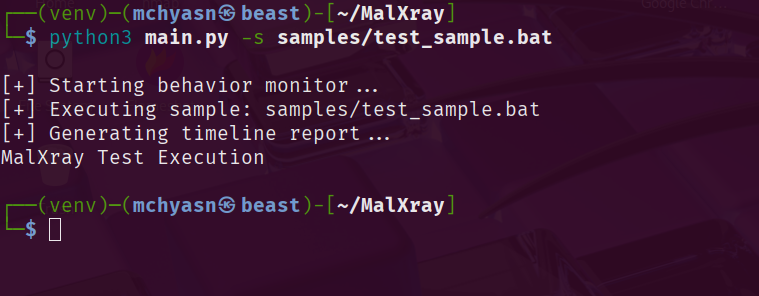 (venv)-(mchyasn㉿beast)-[~/MalXray]
$ python3 main.py -s samples/test_sample.bat
[+] Starting behavior monitor...
[+] Executing sample: samples/test_sample.bat
[+] Generating timeline report...
MalXray Test Execution
(venv)-(mchyasn㉿beast)-[~/MalXray]
$